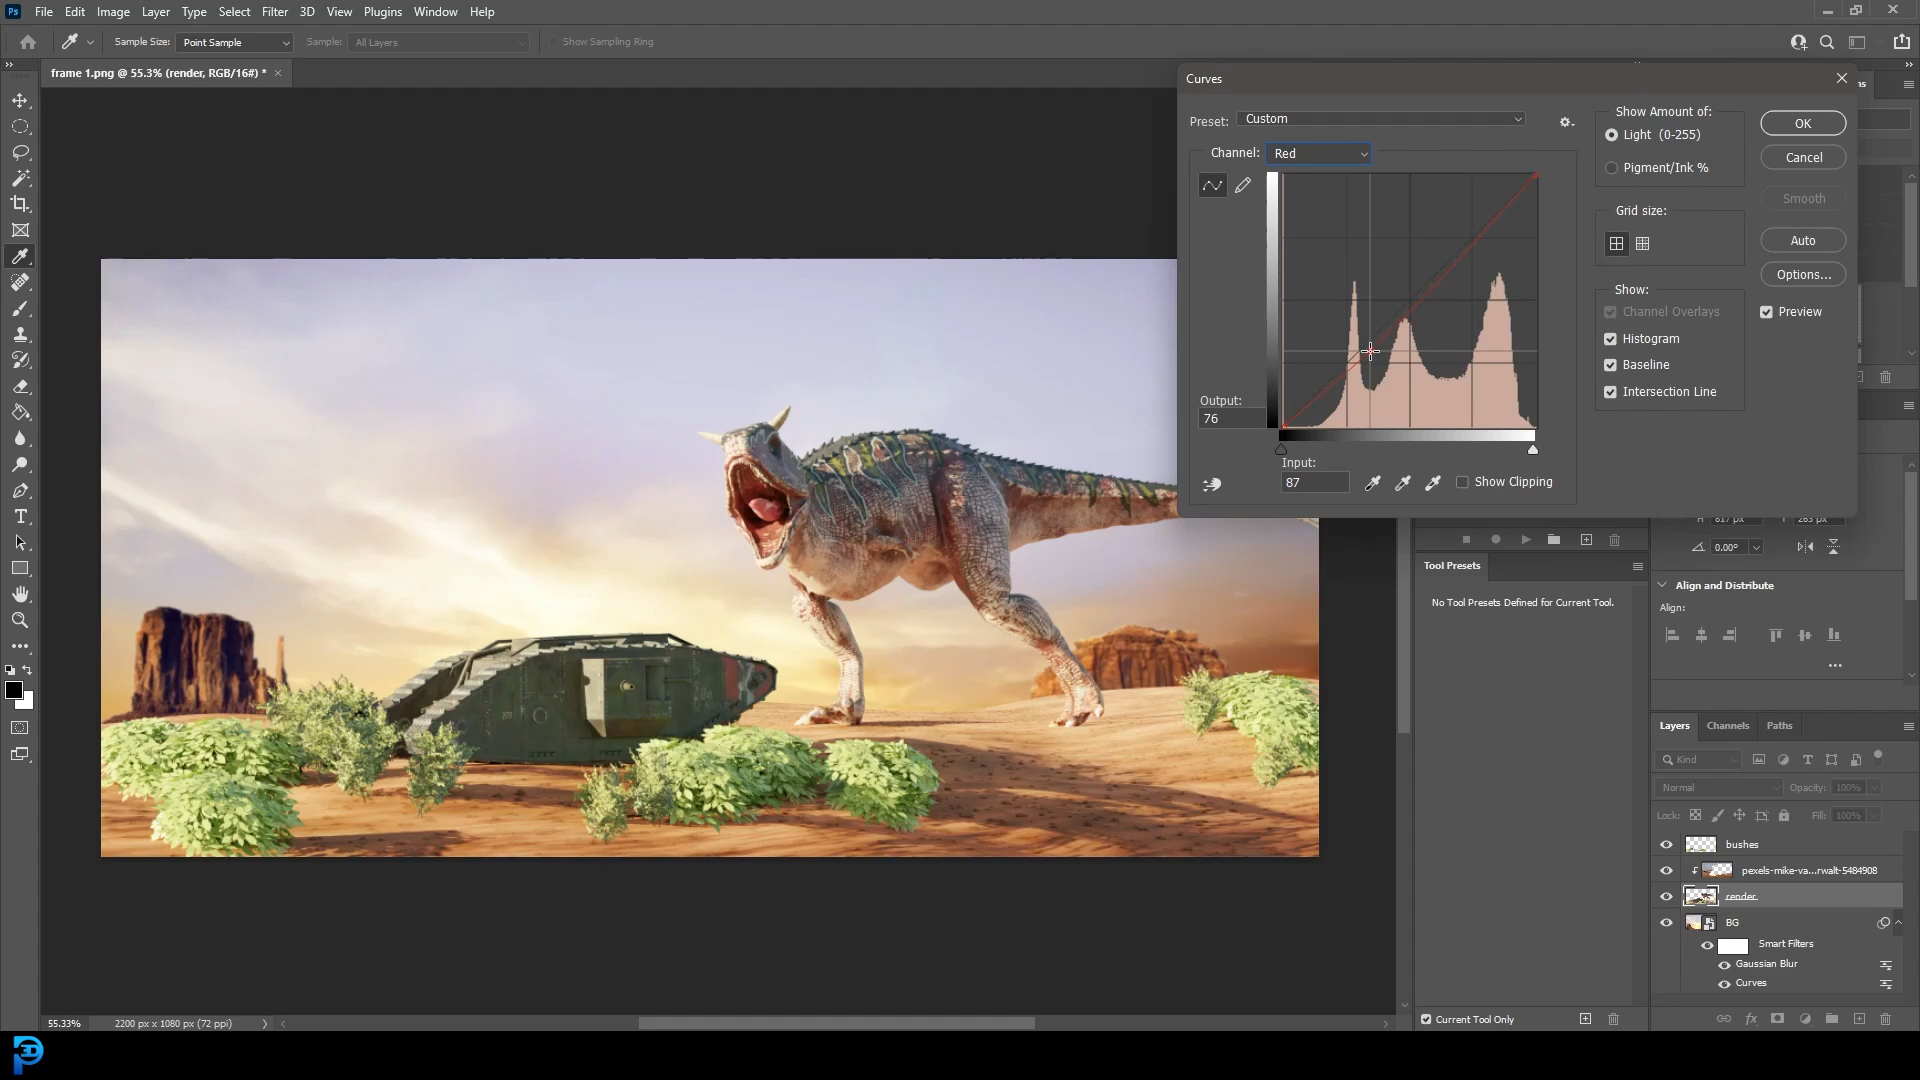 Ps File Edit Image Layer Type Select Filter 3D View Plugins Window Help
Sample Size: Point Sample Sample: All Layers Show Sampling Ring
frame 1.png @ 55.3% (render, RGB/16#) * ×
Curves
Preset: Custom
Channel: Red
Output:
76
Input:
87
Show Clipping
Show Amount of:
Light (0-255)
Pigment/Ink %
Grid size:
Show:
Channel Overlays
Histogram
Baseline
Intersection Line
OK
Cancel
Smooth
Auto
Options...
Preview
Tool Presets
No Tool Presets Defined for Current Tool.
Current Tool Only
0.00°
Align and Distribute
Align:
Layers Channels Paths
Kind
Normal Opacity: 100%
Lock: Fill: 100%
bushes
pexels-mike-va...rwalt-5484908
render
BG
Smart Filters
Gaussian Blur
Curves
55.33% 2200 px x 1080 px (72 ppi)